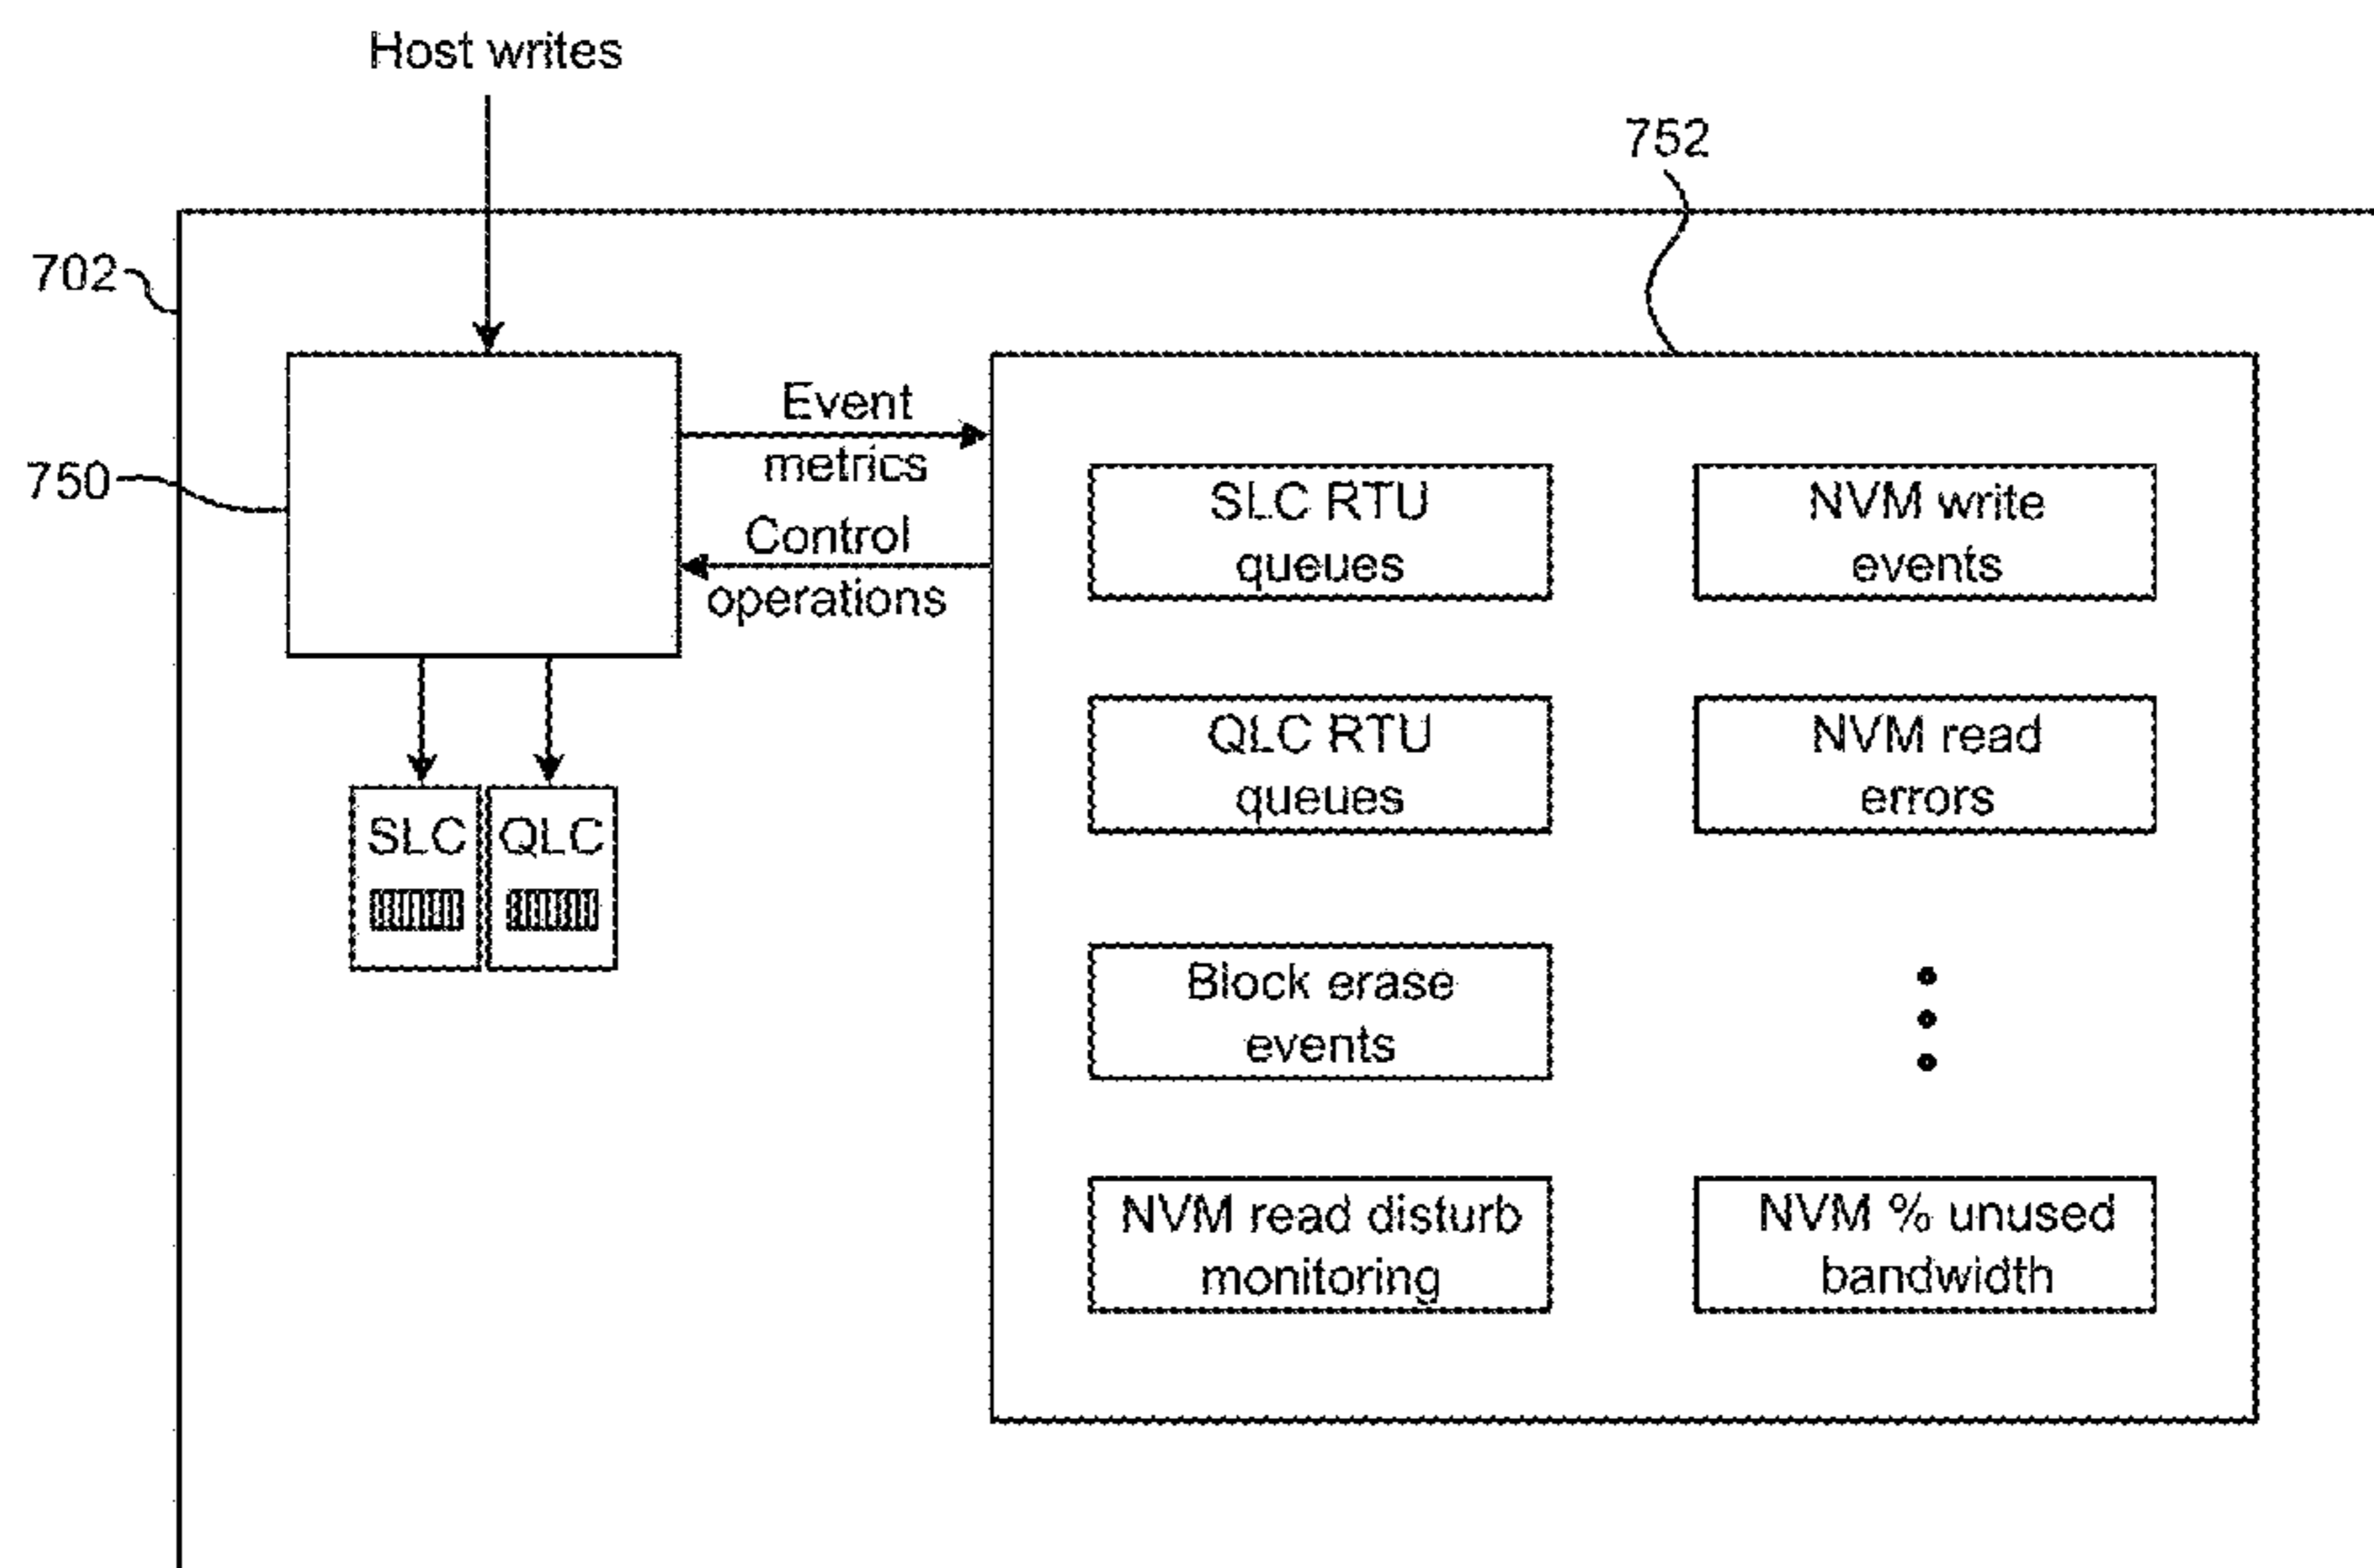 Host writes
752
702
750
Event
metrics
Control
operations
SLC RTU
queues
NVM write
events
QLC RTU
queues
NVM read
errors
SLC
QLC
Block erase
events
NVM read disturb
monitoring
NVM % unused
bandwidth